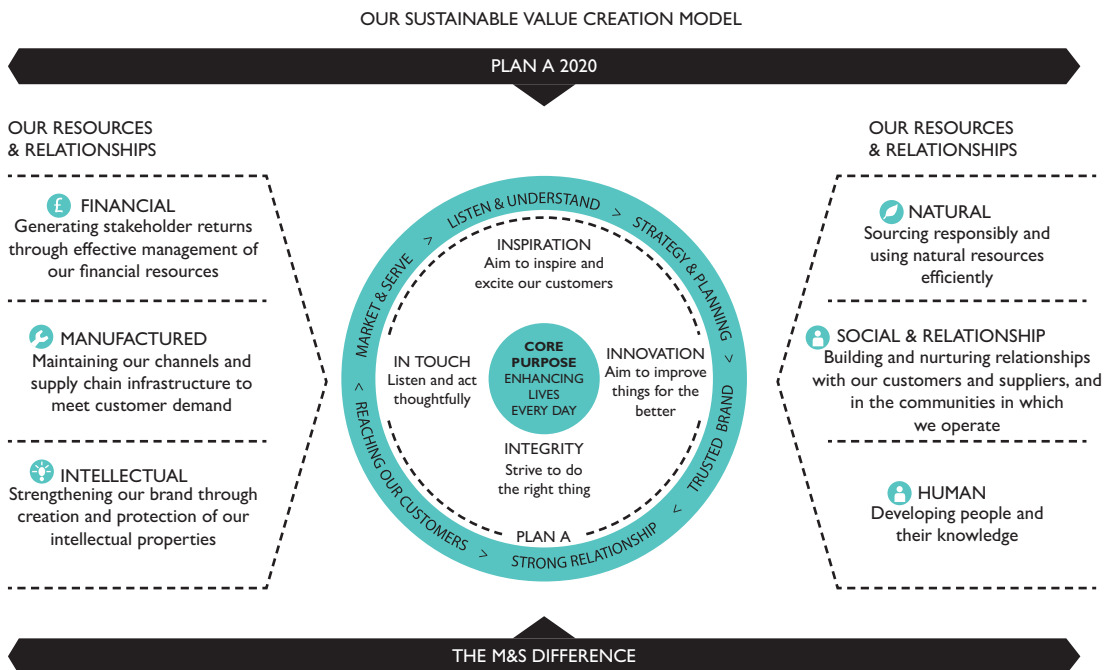 OUR SUSTAINABLE VALUE CREATION MODEL
PLAN A 2020
OUR RESOURCES
& RELATIONSHIPS
£ FINANCIAL
Generating stakeholder returns
through effective management of
our financial resources
MANUFACTURED
Maintaining our channels and
supply chain infrastructure to
meet customer demand
INTELLECTUAL
Strengthening our brand through
creation and protection of our
intellectual properties
LISTEN & UNDERSTAND >
STRATEGY & PLANNING >
TRUSTED BRAND >
STRONG RELATIONSHIP >
REACHING OUR CUSTOMERS >
MARKET & SERVE >
INSPIRATION
Aim to inspire and
excite our customers
IN TOUCH
Listen and act
thoughtfully
CORE
PURPOSE
ENHANCING
LIVES
EVERY DAY
INNOVATION
Aim to improve
things for the
better
INTEGRITY
Strive to do
the right thing
PLAN A
OUR RESOURCES
& RELATIONSHIPS
NATURAL
Sourcing responsibly and
using natural resources
efficiently
SOCIAL & RELATIONSHIP
Building and nurturing relationships
with our customers and suppliers, and
in the communities in which
we operate
HUMAN
Developing people and
their knowledge
THE M&S DIFFERENCE